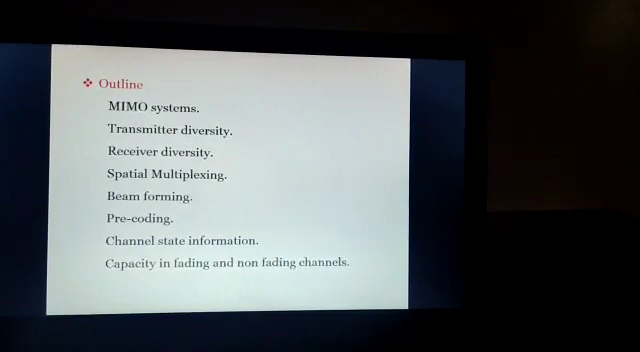 ❖ Outline
MIMO systems.
Transmitter diversity.
Receiver diversity.
Spatial Multiplexing.
Beam forming.
Pre-coding.
Channel state information.
Capacity in fading and non fading channels.